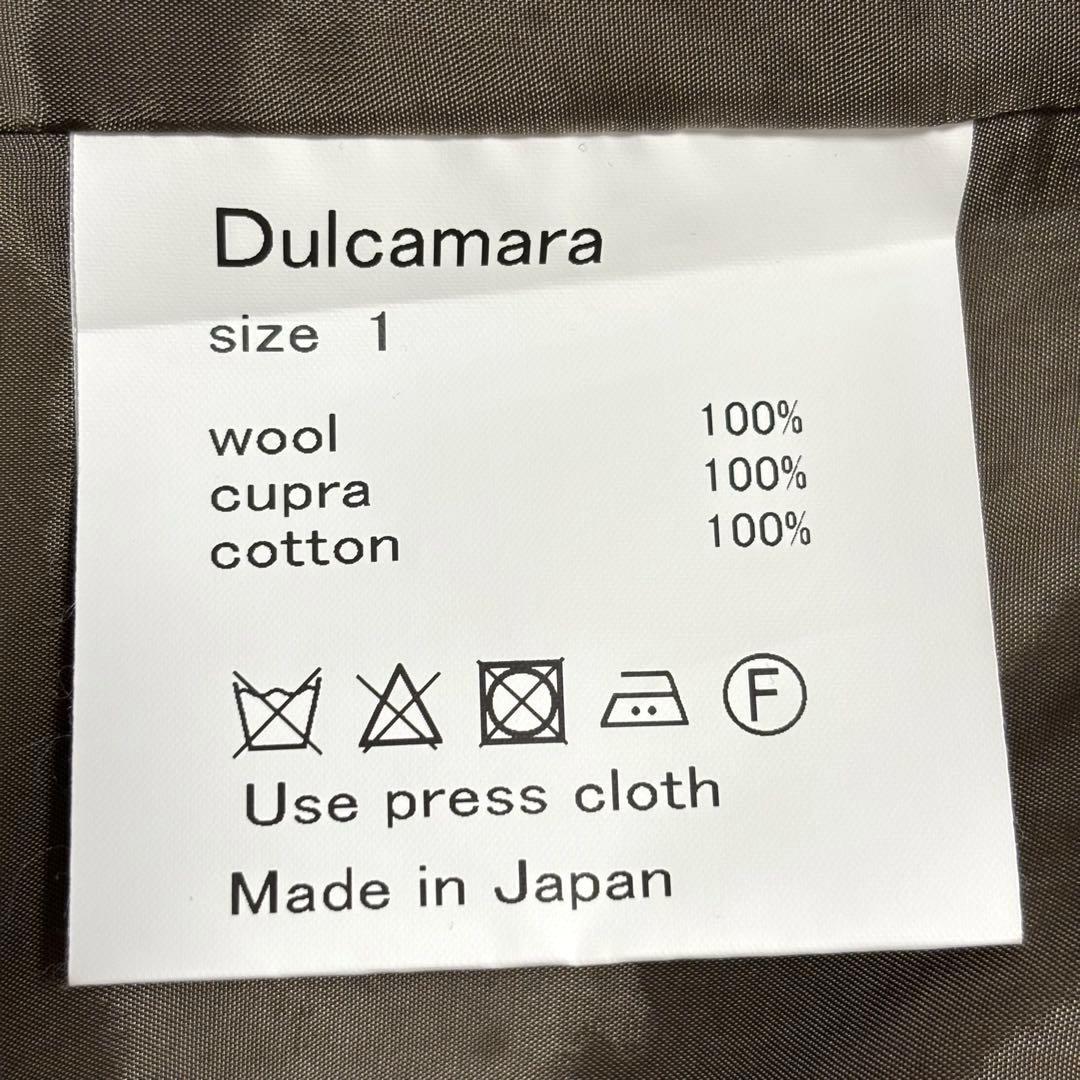 Dulcamara
size 1
wool 100%
cupra 100%
cotton 100%
F
Use press cloth
Made in Japan